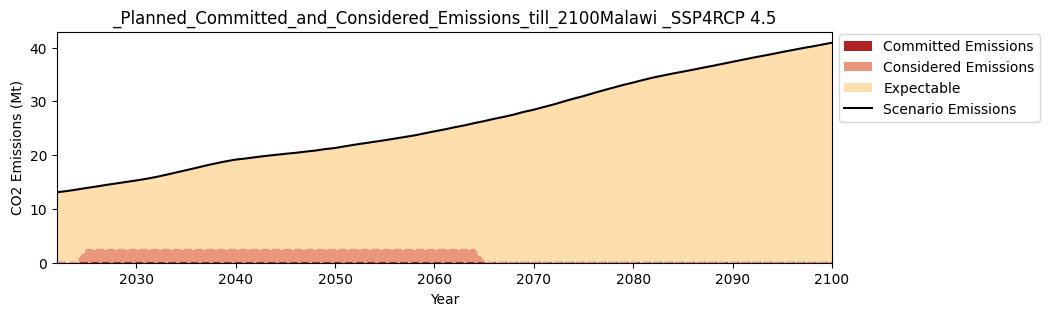 _Planned_Committed_and_Considered_Emissions_till_2100Malawi _SSP4RCP 4.5
CO2 Emissions (Mt)
40
30
20
10
0
2030 2040 2050 2060 2070 2080 2090 2100
Year
Committed Emissions
Considered Emissions
Expectable
Scenario Emissions